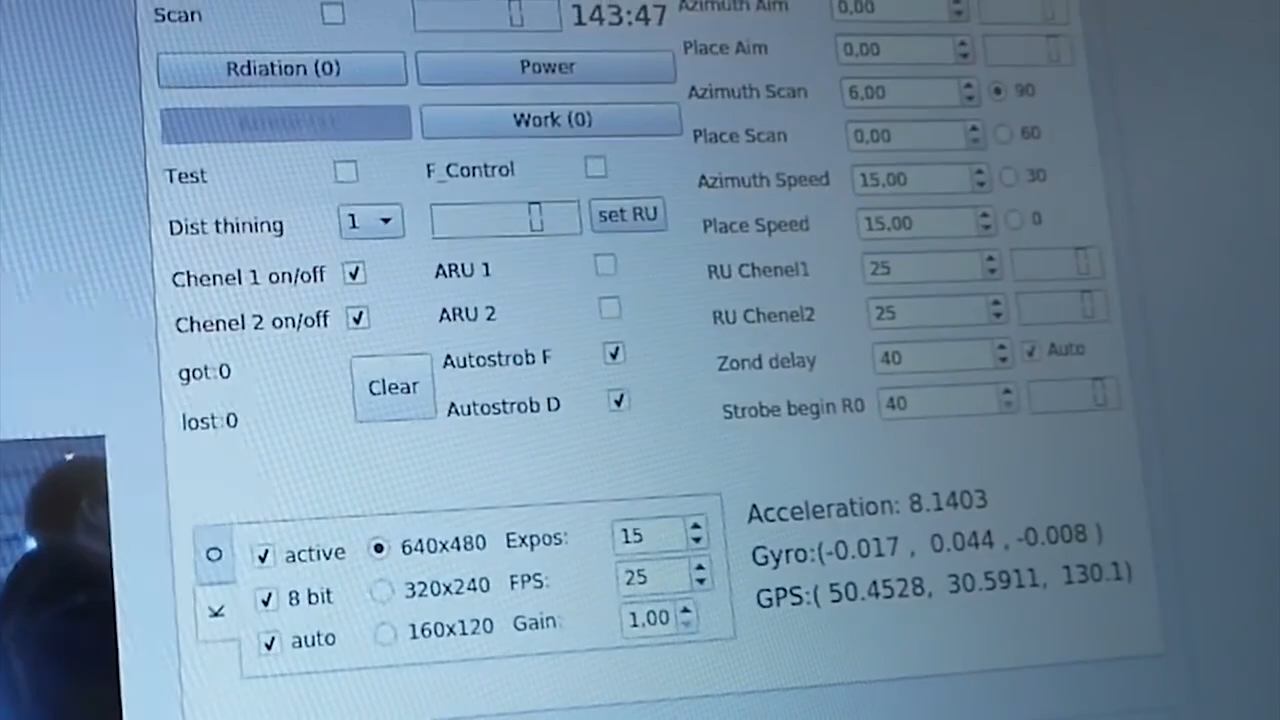 Scan 143:47
Rdiation (0) Power
Work (0)
Test F_Control
Dist thining 1 set RU
Chenel 1 on/off ARU 1
Chenel 2 on/off ARU 2
got:0 Clear Autostrob F
lost:0 Autostrob D
Azimuth Aim 0,00
Place Aim 0,00
Azimuth Scan 6,00 90
Place Scan 0,00 60
Azimuth Speed 15,00 30
Place Speed 15,00 0
RU Chenel1 25
RU Chenel2 25
Zond delay 40 Auto
Strobe begin R0 40
O
K
active 640x480 Expos: 15
8 bit 320x240 FPS: 25
auto 160x120 Gain: 1,00
Acceleration: 8.1403
Gyro:(-0.017 , 0.044 , -0.008 )
GPS:( 50.4528, 30.5911, 130.1)